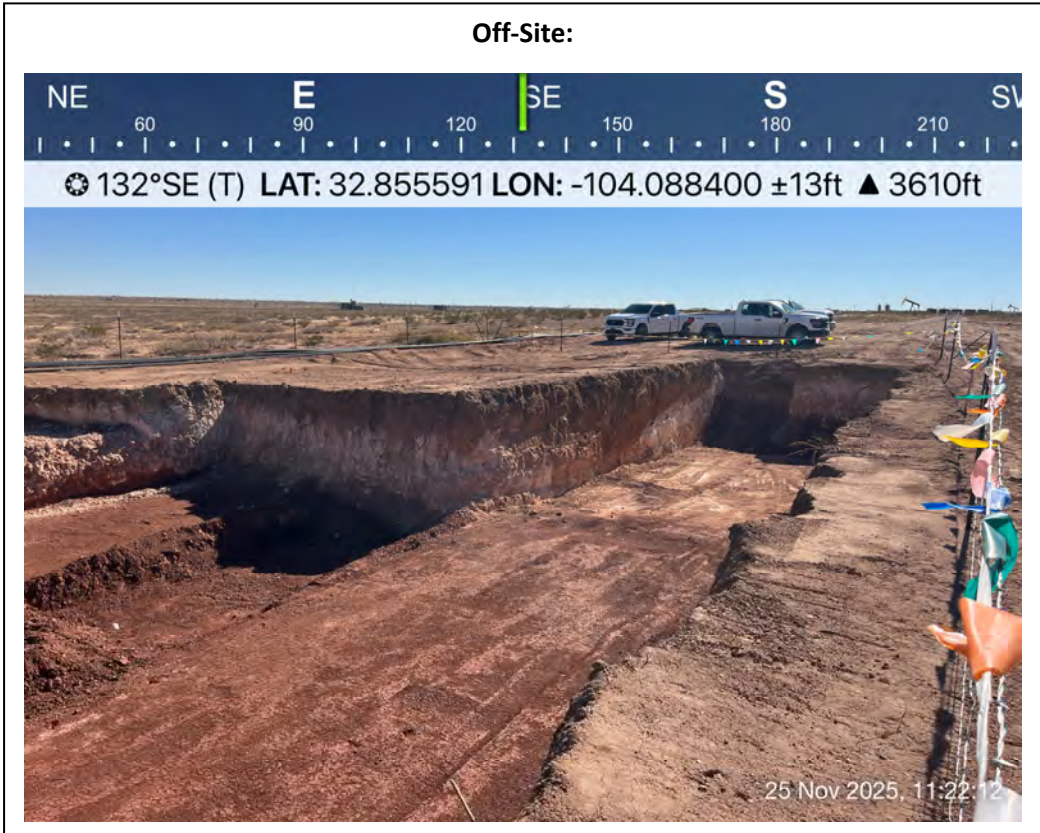 Off-Site:
NE E SE S SW
60 90 120 150 180 210
132°SE (T) LAT: 32.855591 LON: -104.088400 ±13ft ▲ 3610ft
25 Nov 2025, 11:22:12